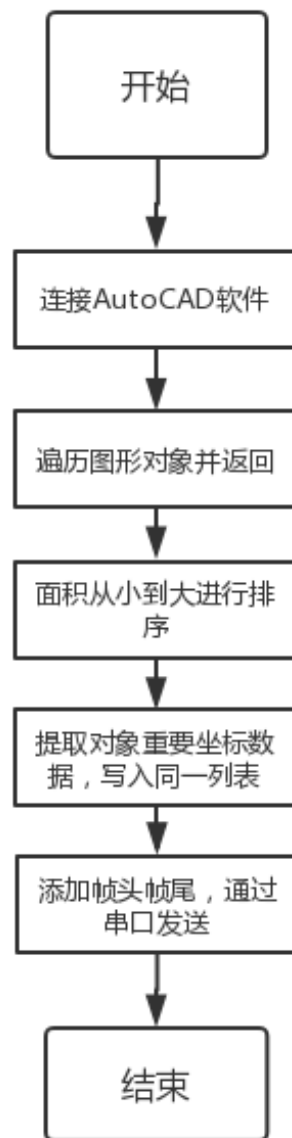 开始
连接AutoCAD软件
遍历图形对象并返回
面积从小到大进行排
序
提取对象重要坐标数
据，写入同一列表
添加帧头帧尾，通过
串口发送
结束